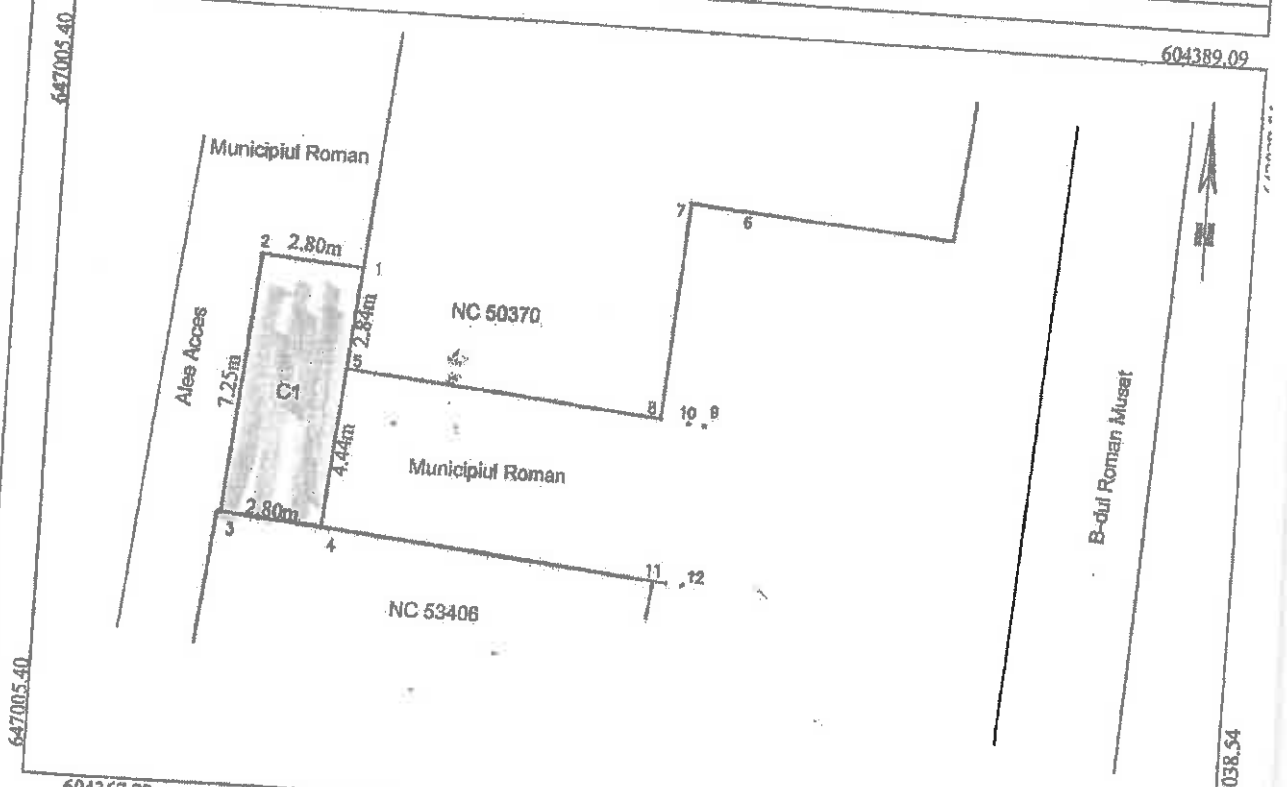 604389.09
647005.40
Municipiul Roman
2 2.80m 1
7 6
NC 50370
2.84m
5
Alee Acces
7.25m
C1
8 10 9
4.44m
Municipiul Roman
B-dul Roman Musat
2.80m
3
4
11 12
NC 53406
647005.40
038.54